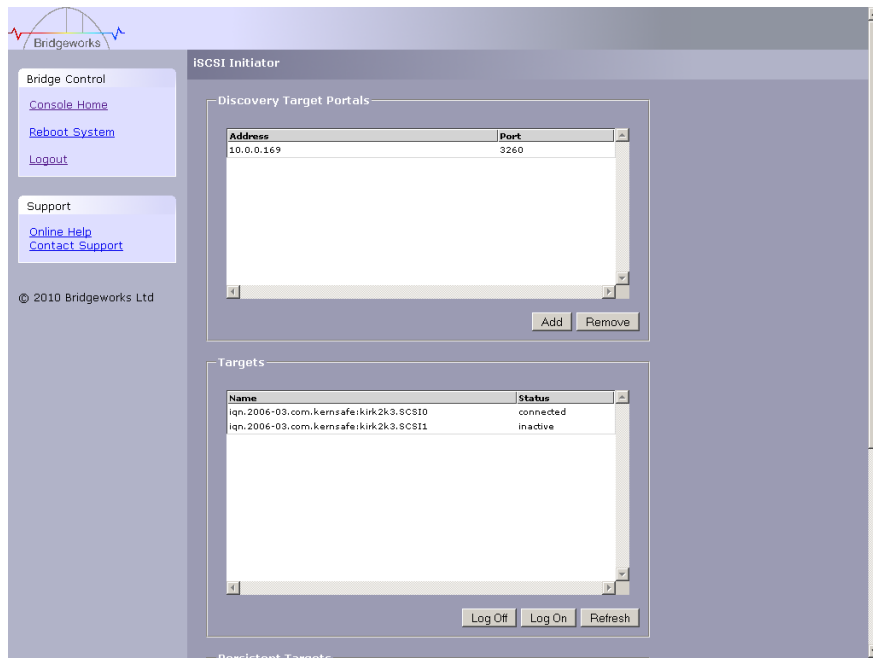 Bridgeworks
iSCSI Initiator
Bridge Control
Console Home
Reboot System
Logout
Support
Online Help
Contact Support
© 2010 Bridgeworks Ltd
Discovery Target Portals
Address Port
10.0.0.169 3260
Add Remove
Targets
Name Status
iqn.2006-03.com.kernsafe:kirk2k3.SCSI0 connected
iqn.2006-03.com.kernsafe:kirk2k3.SCSI1 inactive
Log Off Log On Refresh
Persistent Targets